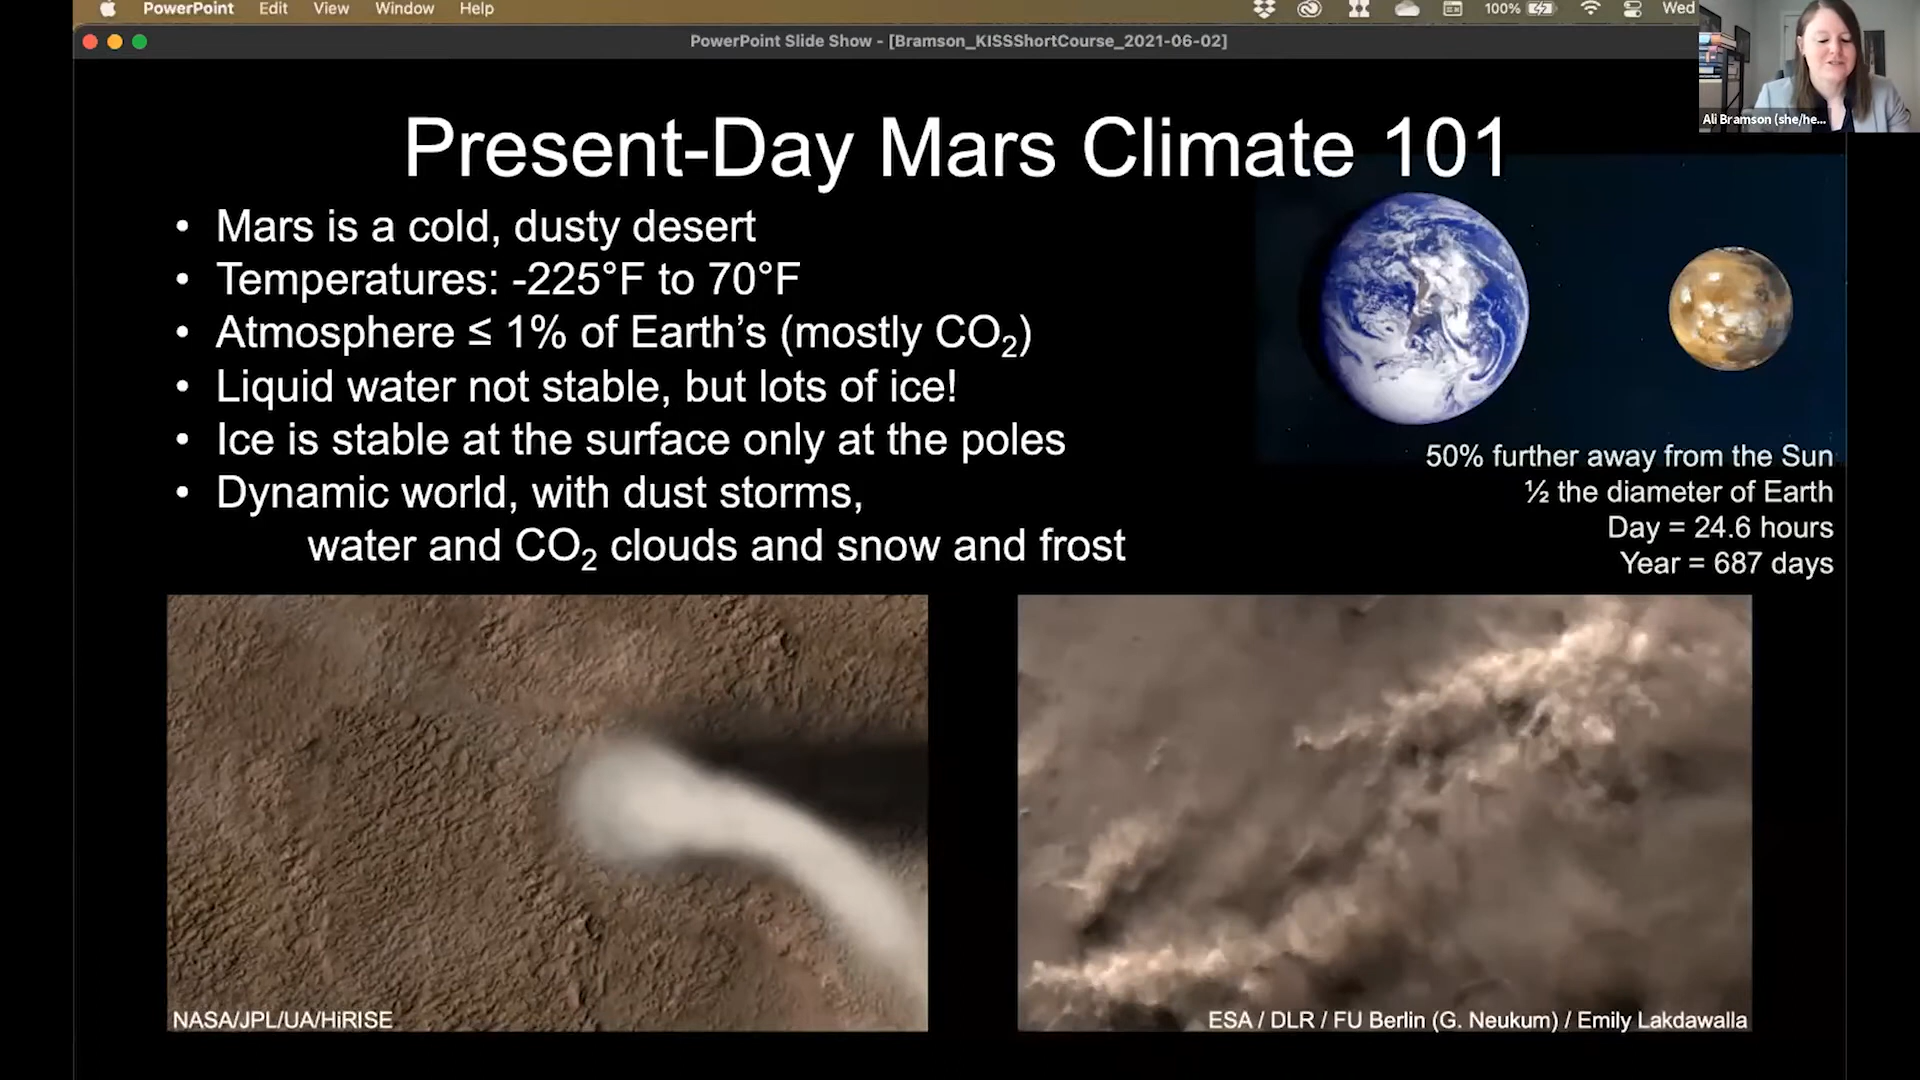 PowerPoint Edit View Window Help 100% Wed
PowerPoint Slide Show - [Bramson_KISSShortCourse_2021-06-02]
Ali Bramson (she/he...
Present-Day Mars Climate 101
• Mars is a cold, dusty desert
• Temperatures: -225°F to 70°F
• Atmosphere ≤ 1% of Earth's (mostly CO₂)
• Liquid water not stable, but lots of ice!
• Ice is stable at the surface only at the poles
• Dynamic world, with dust storms,
water and CO₂ clouds and snow and frost
50% further away from the Sun
½ the diameter of Earth
Day = 24.6 hours
Year = 687 days
NASA/JPL/UA/HiRISE
ESA / DLR / FU Berlin (G. Neukum) / Emily Lakdawalla